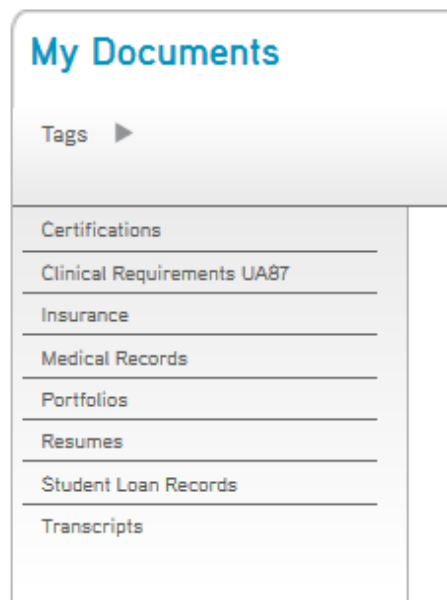 My Documents
Tags
Certifications
Clinical Requirements UA87
Insurance
Medical Records
Portfolios
Resumes
Student Loan Records
Transcripts